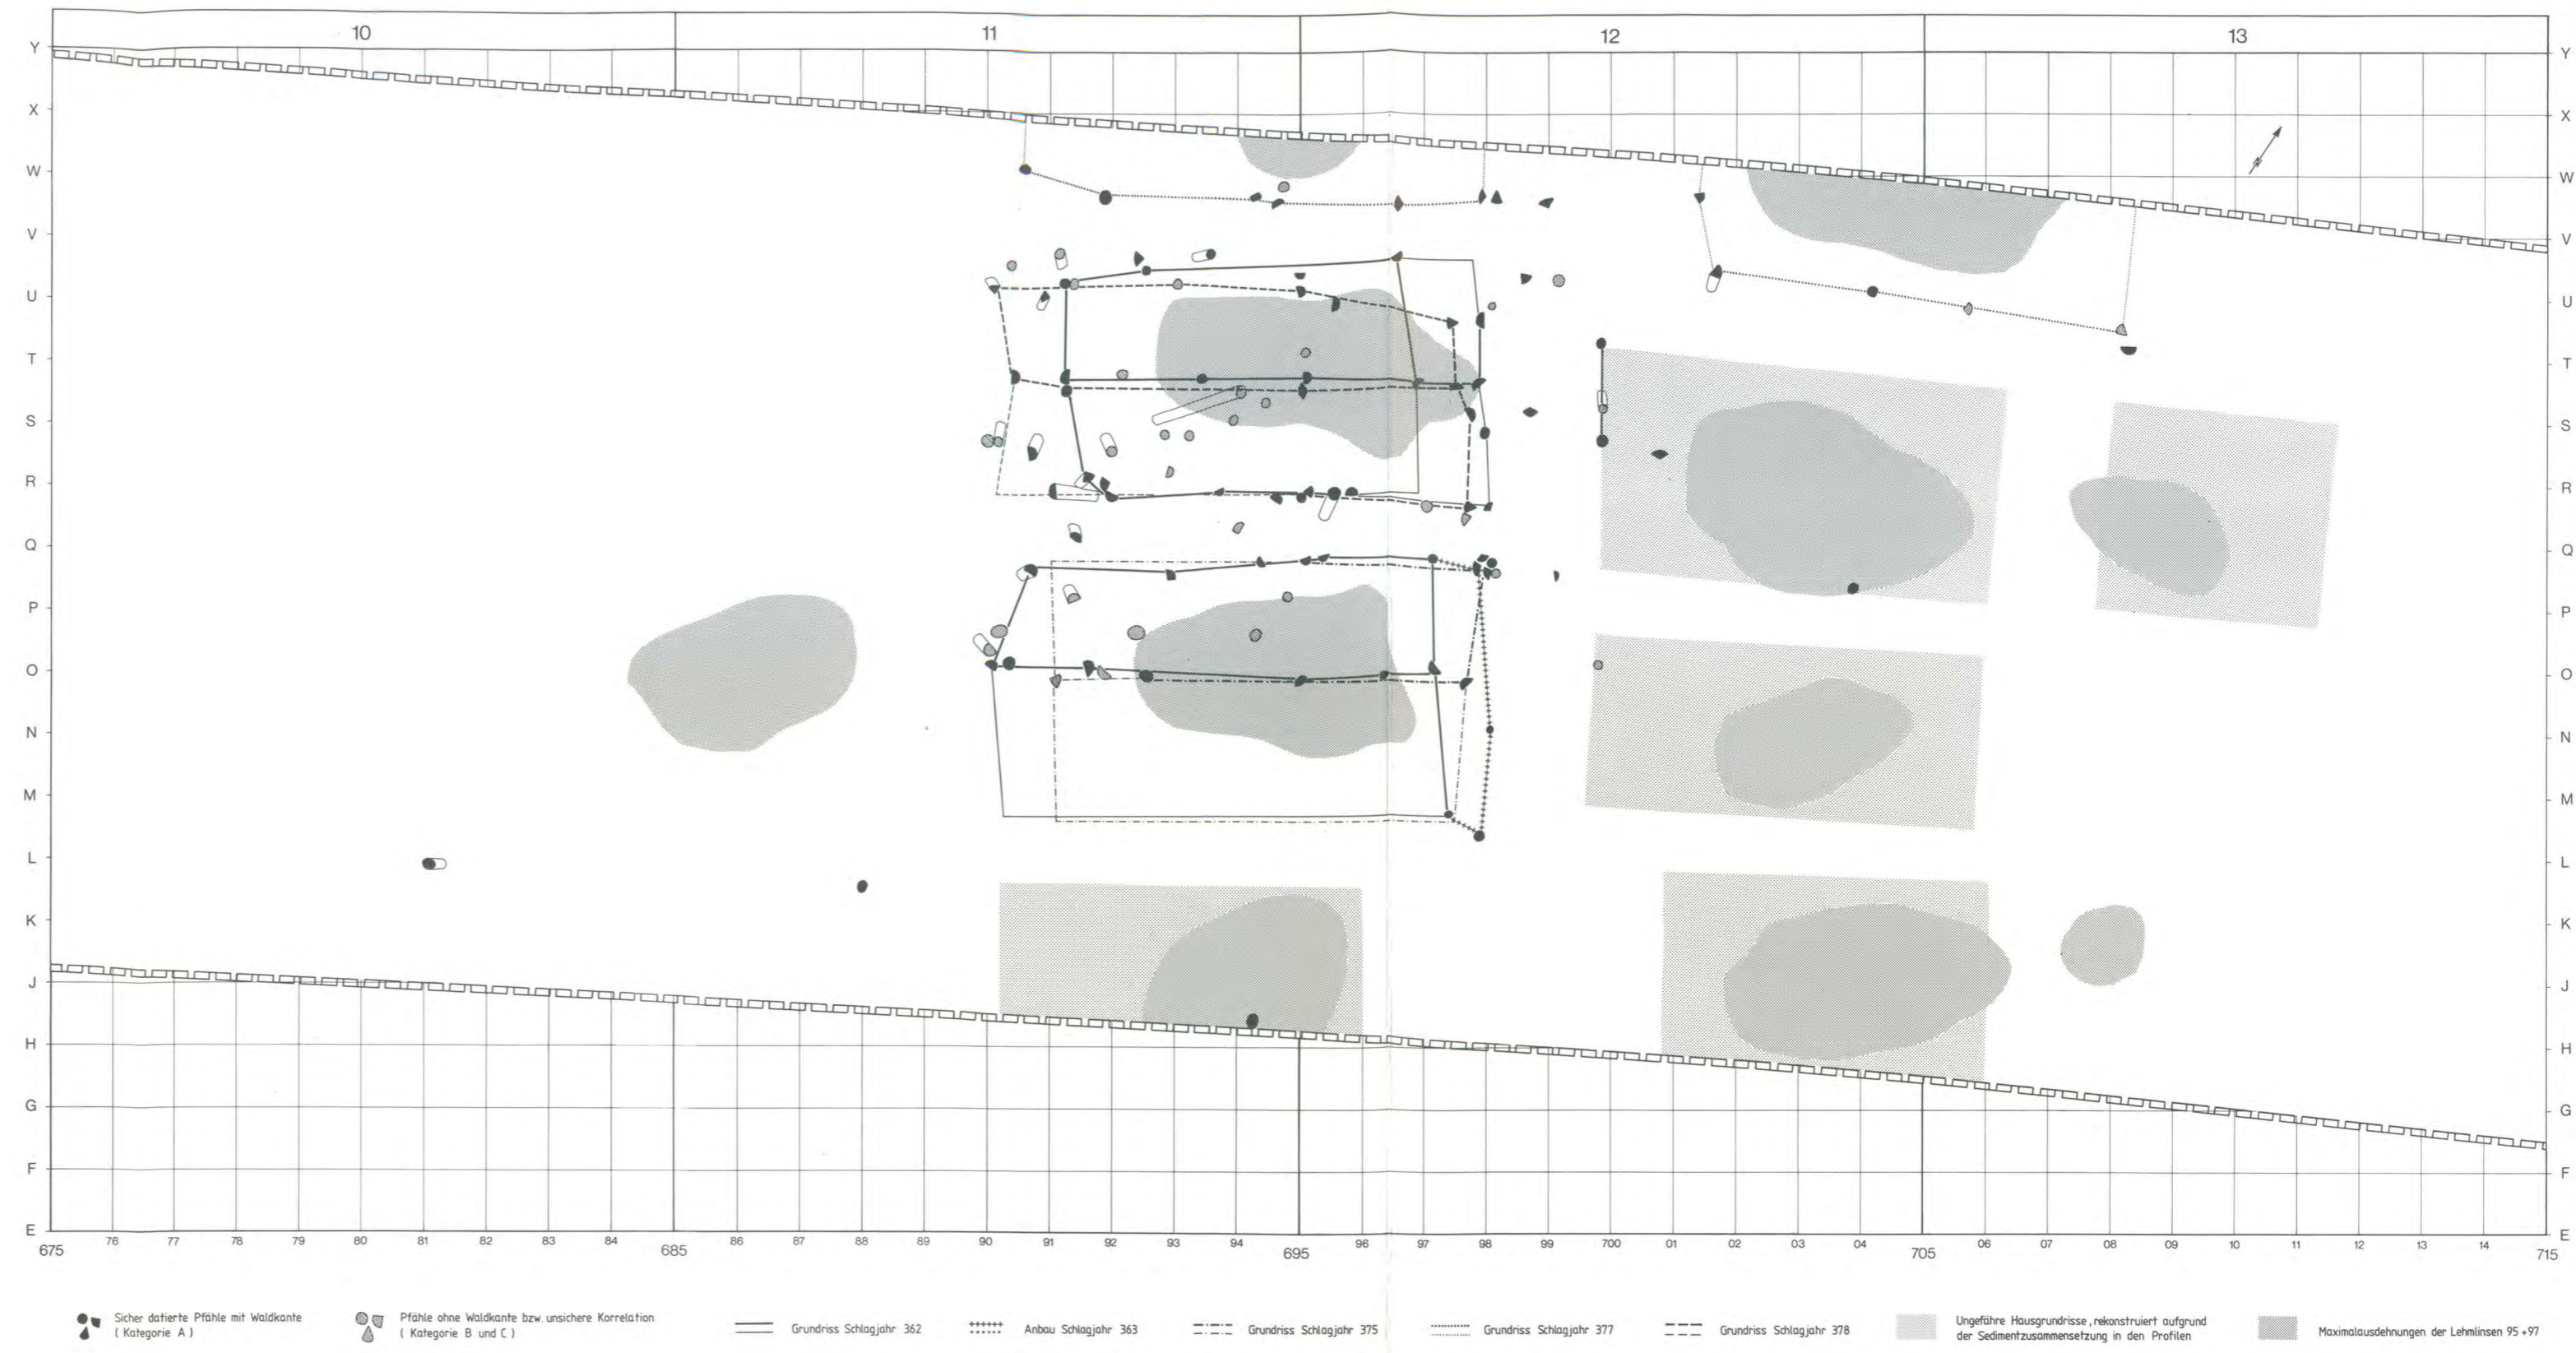 10 11 12 13
Y Y
X X
W W
V V
U U
T T
S S
R R
Q Q
P P
O O
N N
M M
L L
K K
J J
H H
G G
F F
E E
675 76 77 78 79 80 81 82 83 84 685 86 87 88 89 90 91 92 93 94 695 96 97 98 99 700 01 02 03 04 705 06 07 08 09 10 11 12 13 14 715
Sicher datierte Pfähle mit Waldkante
( Kategorie A )
Pfähle ohne Waldkante bzw. unsichere Korrelation
( Kategorie B und C )
Grundriss Schlagjahr 362
Anbau Schlagjahr 363
Grundriss Schlagjahr 375
Grundriss Schlagjahr 377
Grundriss Schlagjahr 378
Ungefähre Hausgrundrisse, rekonstruiert aufgrund
der Sedimentzusammensetzung in den Profilen
Maximalausdehnungen der Lehmlinsen 95 +97